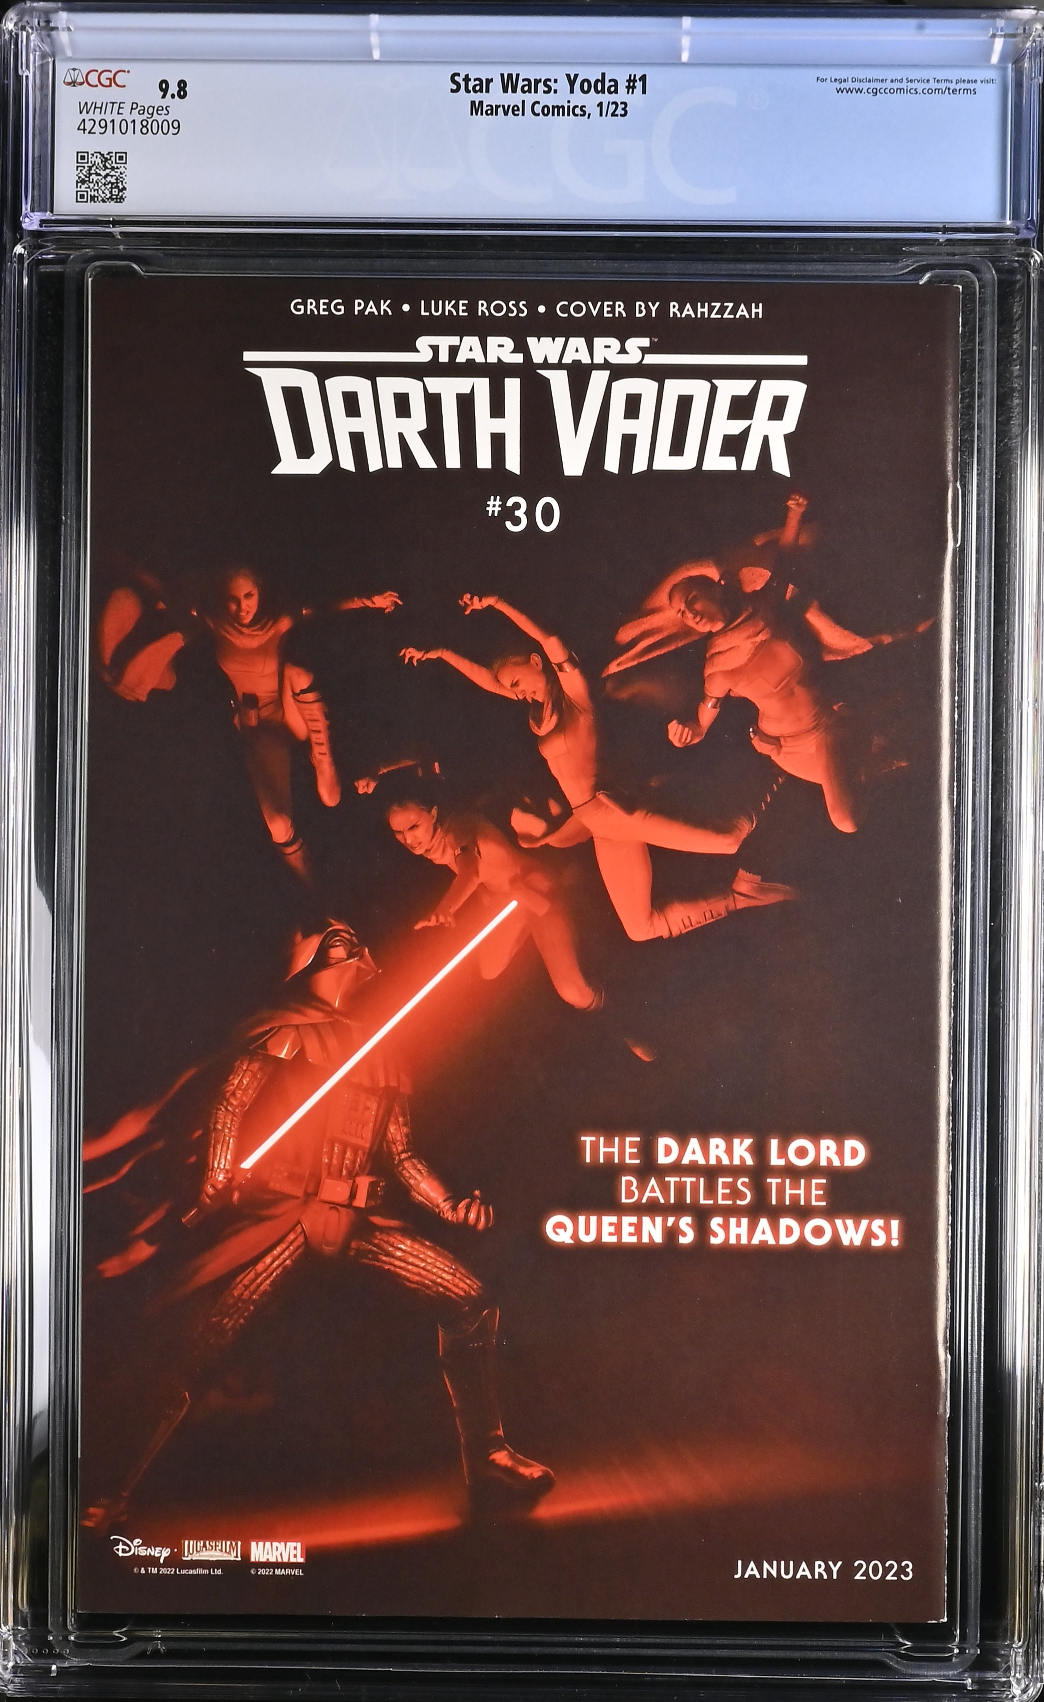 CGC
9.8
WHITE Pages
4291018009
Star Wars: Yoda #1
Marvel Comics, 1/23
For Legal Disclaimer and Service Terms please visit:
www.cgccomics.com/terms
CGC
GREG PAK • LUKE ROSS • COVER BY RAHZZAH
STAR WARS™
DARTH VADER
#30
THE DARK LORD
BATTLES THE
QUEEN'S SHADOWS!
DISNEY · LUCASFILM MARVEL
© & TM 2022 Lucasfilm Ltd. © 2022 MARVEL
JANUARY 2023